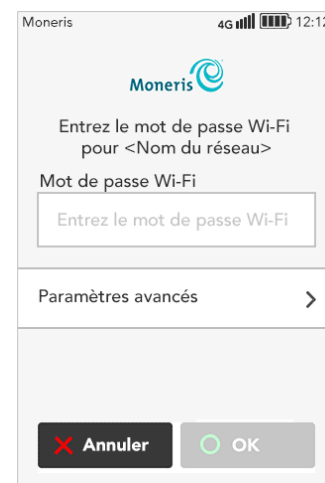 Moneris 4G 12:12
Moneris
Entrez le mot de passe Wi-Fi
pour <Nom du réseau>
Mot de passe Wi-Fi
Entrez le mot de passe Wi-Fi
Paramètres avancés
Annuler OK